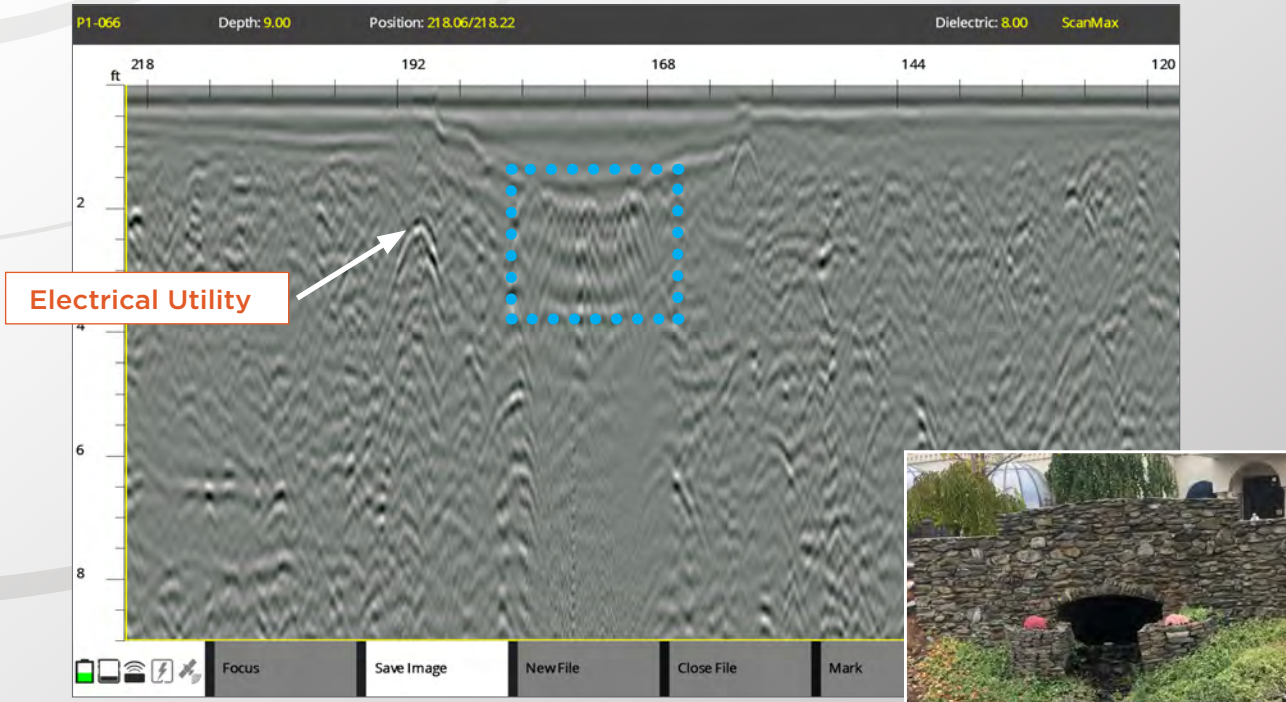 P1-066 Depth: 9.00 Position: 218.06/218.22 Dielectric: 8.00 ScanMax
ft 218 192 168 144 120
2
Electrical Utility
4
6
8
Focus Save Image New File Close File Mark